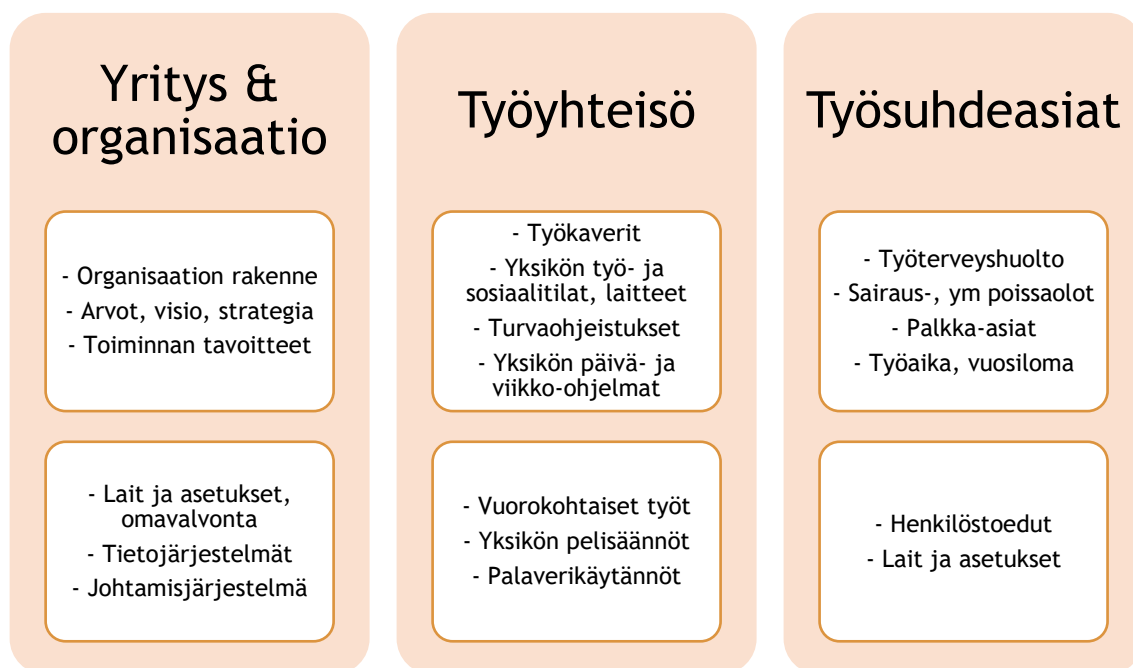 Yritys &
organisaatio
- Organisaation rakenne
- Arvot, visio, strategia
- Toiminnan tavoitteet
- Lait ja asetukset,
omavalvonta
- Tietojärjestelmät
- Johtamisjärjestelmä
Työyhteisö
- Työkaverit
- Yksikön työ- ja
sosiaalitilat, laitteet
- Turvaohjeistukset
- Yksikön päivä- ja
viikko-ohjelmat
- Vuorokohtaiset työt
- Yksikön pelisäännöt
- Palaverikäytännöt
Työsuhdeasiat
- Työterveyshuolto
- Sairaus-, ym poissaolot
- Palkka-asiat
- Työaika, vuosiloma
- Henkilöstoedut
- Lait ja asetukset